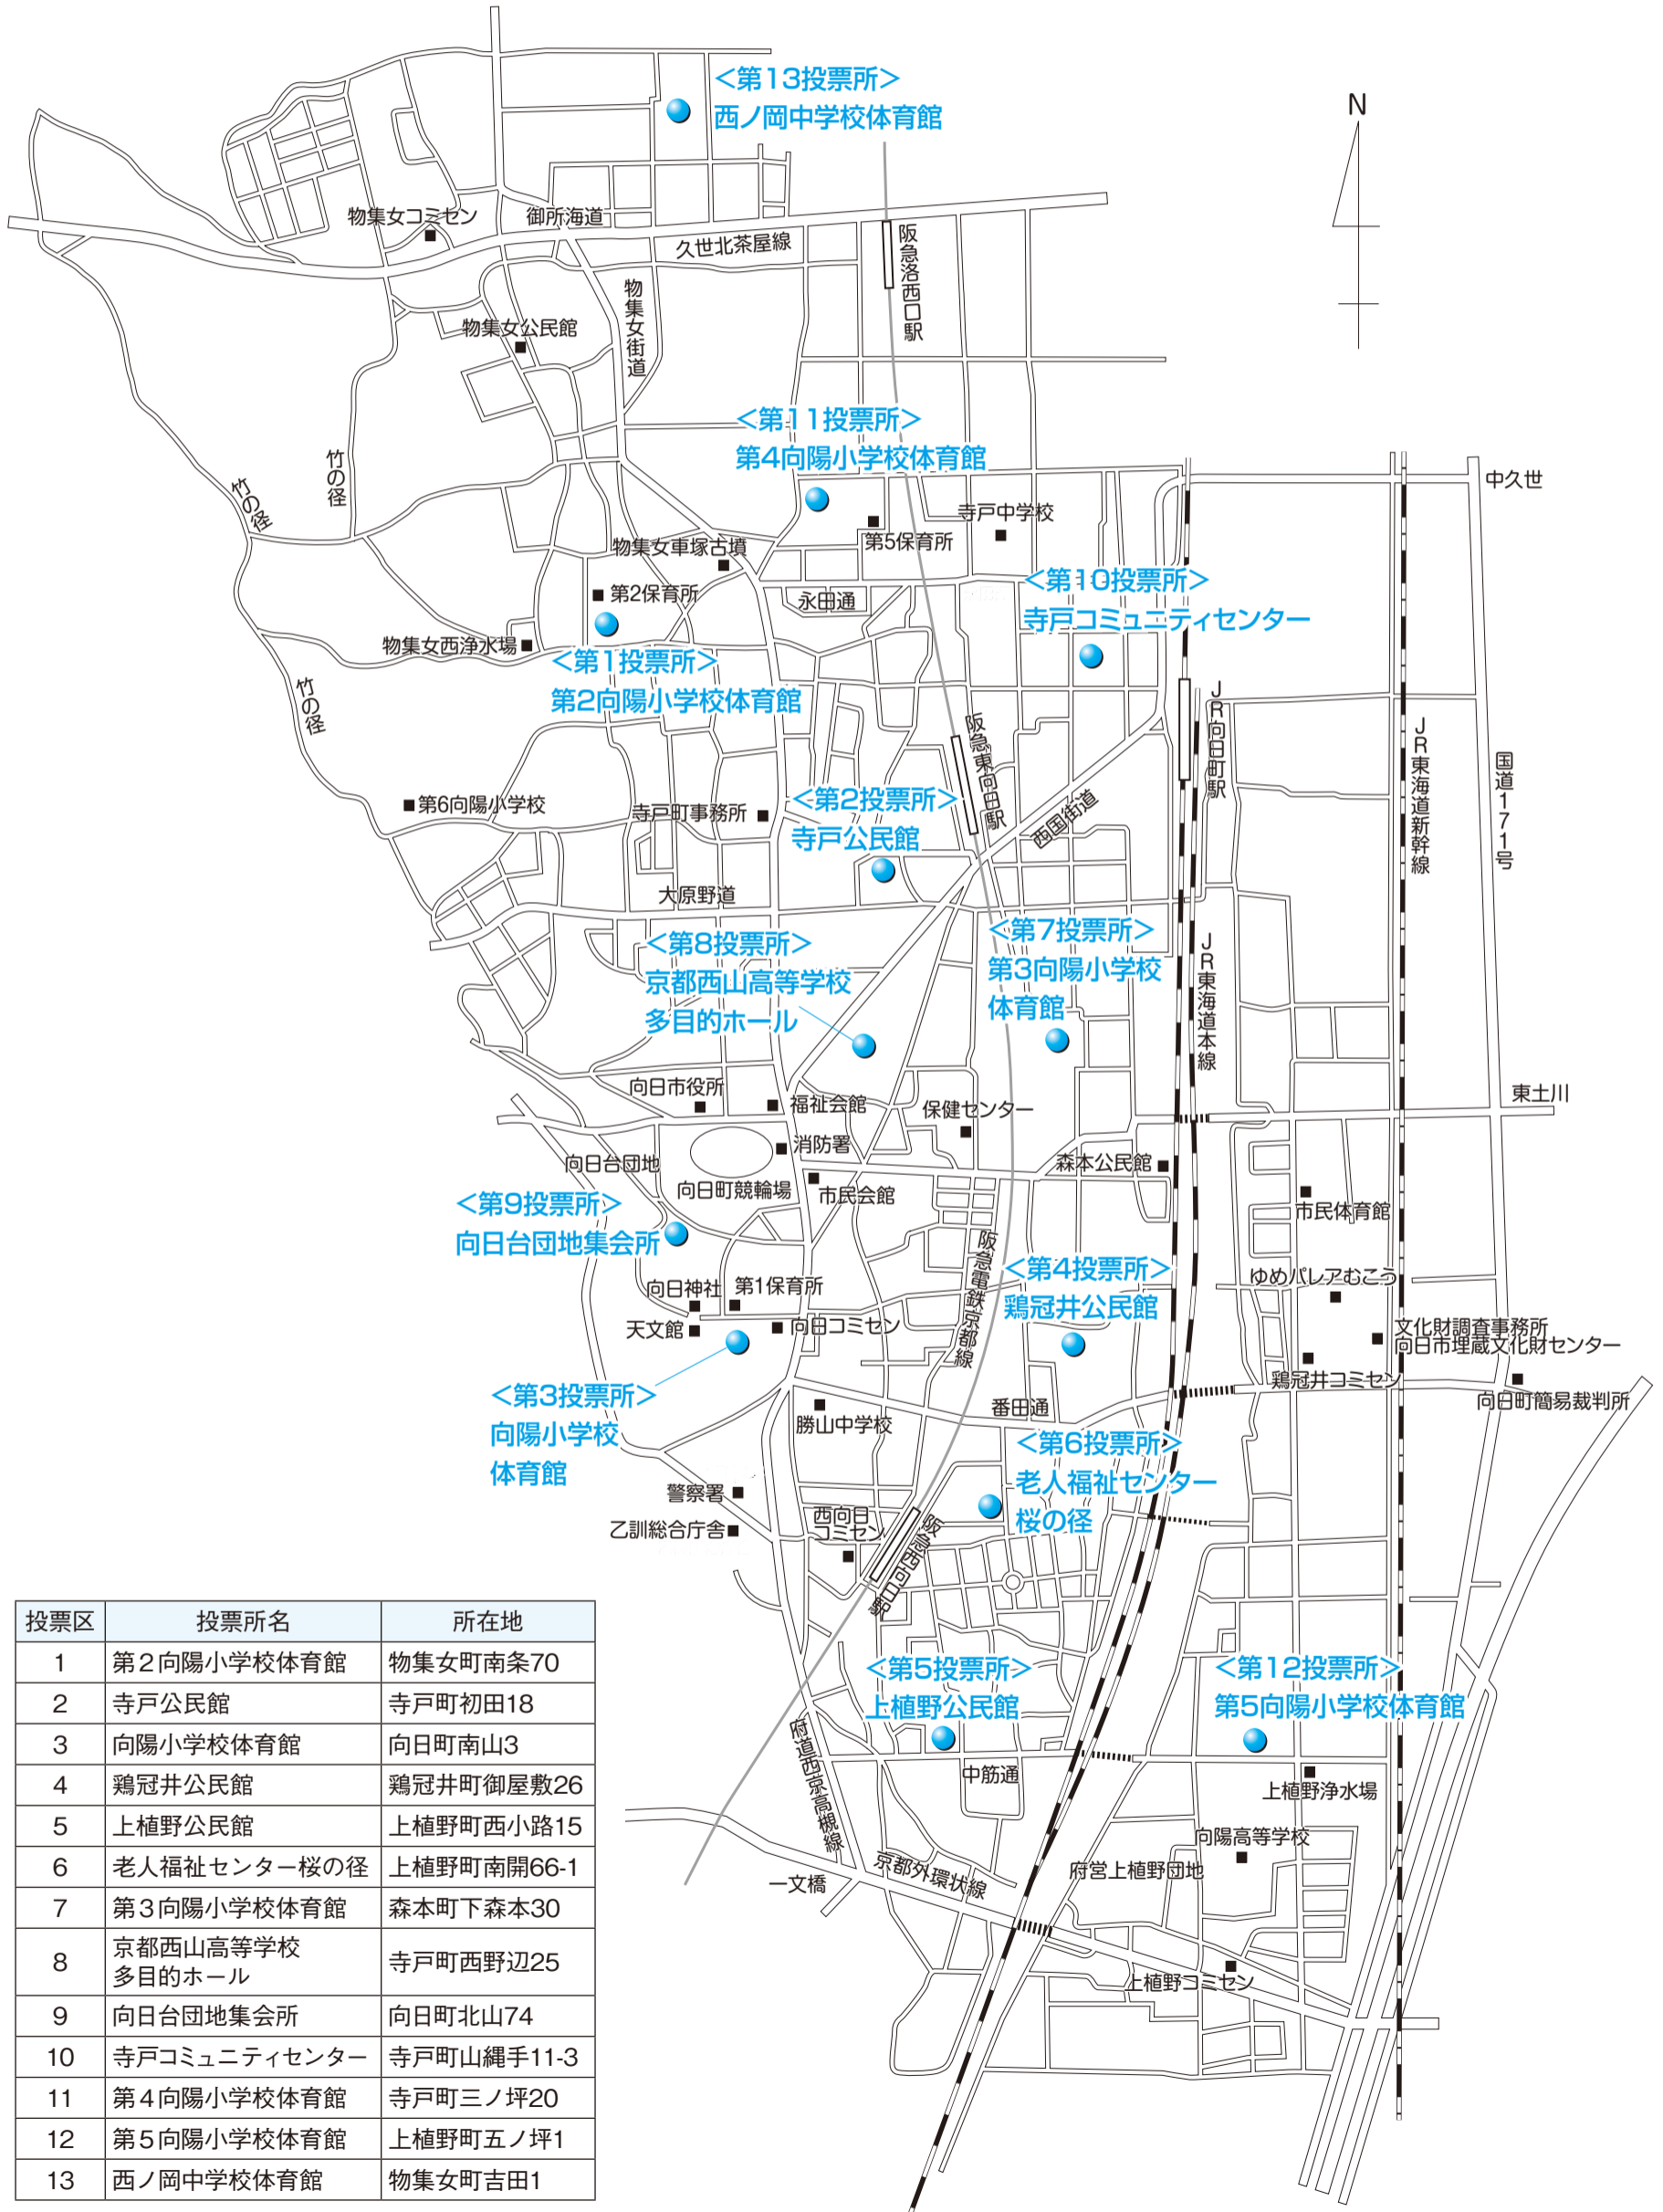 <第13投票所>
西ノ岡中学校体育館
N
物集女コミセン
御所海道
久世北茶屋線
阪急洛西口駅
物集女街道
物集女公民館
<第11投票所>
第4向陽小学校体育館
竹の径
竹の径
中久世
寺戸中学校
第5保育所
物集女車塚古墳
<第10投票所>
寺戸コミュニティセンター
第2保育所
永田通
物集女西浄水場
<第1投票所>
第2向陽小学校体育館
竹の径
JR向日町駅
阪急東向日駅
JR東海道新幹線
国道171号
第6向陽小学校
寺戸町事務所
<第2投票所>
寺戸公民館
西国街道
大原野道
<第8投票所>
京都西山高等学校
多目的ホール
<第7投票所>
第3向陽小学校
体育館
JR東海道本線
向日市役所
福祉会館
保健センター
東土川
消防署
向日台団地
向日町競輪場
市民会館
森本公民館
市民体育館
<第9投票所>
向日台団地集会所
阪急電鉄京都線
<第4投票所>
鶏冠井公民館
ゆめパレアむこう
向日神社
第1保育所
天文館
向日コミセン
文化財調査事務所
向日市埋蔵文化財センター
鶏冠井コミセン
向日町簡易裁判所
<第3投票所>
向陽小学校
体育館
勝山中学校
番田通
<第6投票所>
老人福祉センター
桜の径
警察署
乙訓総合庁舎
西向日
コミセン
阪急西向日駅
<第5投票所>
上植野公民館
<第12投票所>
第5向陽小学校体育館
府道西京高槻線
中筋通
上植野浄水場
向陽高等学校
府営上植野団地
京都外環状線
一文橋
上植野コミセン
投票区 投票所名 所在地
1 第2向陽小学校体育館 物集女町南条70
2 寺戸公民館 寺戸町初田18
3 向陽小学校体育館 向日町南山3
4 鶏冠井公民館 鶏冠井町御屋敷26
5 上植野公民館 上植野町西小路15
6 老人福祉センター桜の径 上植野町南開66-1
7 第3向陽小学校体育館 森本町下森本30
8 京都西山高等学校
多目的ホール 寺戸町西野辺25
9 向日台団地集会所 向日町北山74
10 寺戸コミュニティセンター 寺戸町山縄手11-3
11 第4向陽小学校体育館 寺戸町三ノ坪20
12 第5向陽小学校体育館 上植野町五ノ坪1
13 西ノ岡中学校体育館 物集女町吉田1